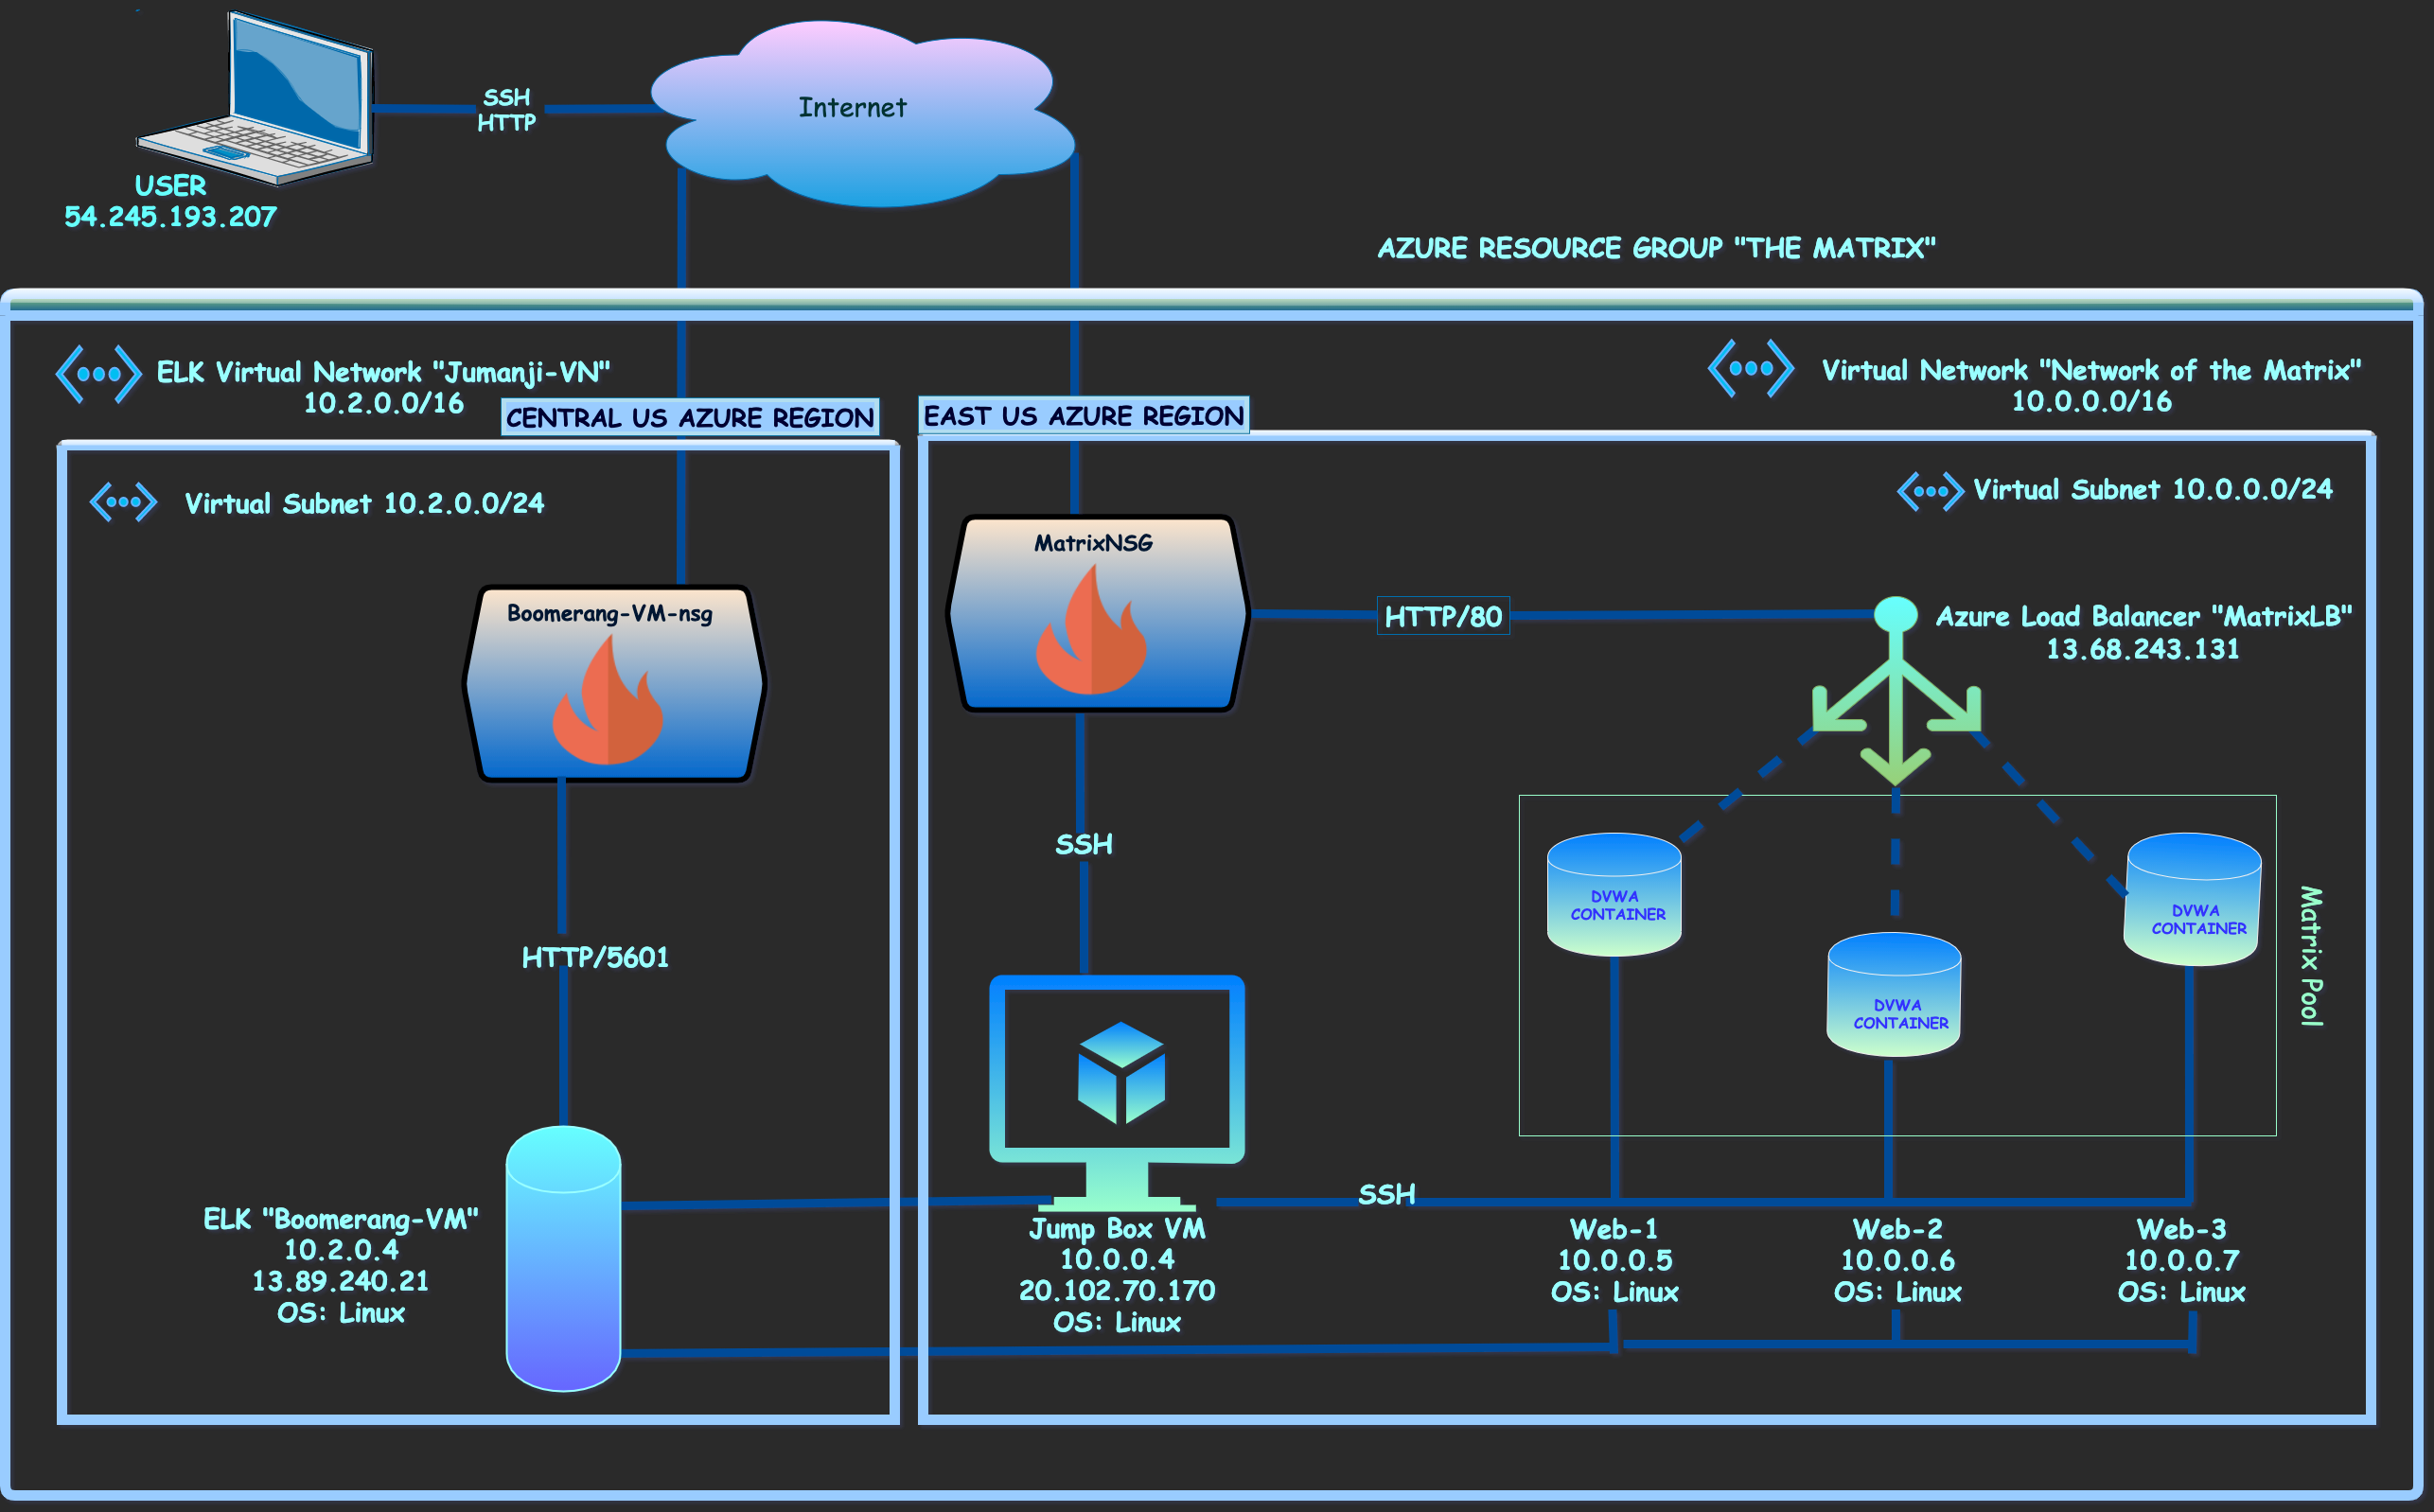 SSH
HTTP
Internet
USER
54.245.193.207
AZURE RESOURCE GROUP "THE MATRIX"
ELK Virtual Network "Jumanji-VN"
10.2.0.0/16
Virtual Network "Network of the Matrix"
10.0.0.0/16
CENTRAL US AZURE REGION
EAST US AZURE REGION
Virtual Subnet 10.2.0.0/24
Virtual Subnet 10.0.0.0/24
MatrixNSG
Boomerang-VM-nsg
HTTP/80
Azure Load Balancer "MatrixLB"
13.68.243.131
SSH
DVWA
CONTAINER
DVWA
CONTAINER
DVWA
CONTAINER
Matrix Pool
HTTP/5601
SSH
ELK "Boomerang-VM"
10.2.0.4
13.89.240.21
OS: Linux
Jump Box VM
10.0.0.4
20.102.70.170
OS: Linux
Web-1
10.0.0.5
OS: Linux
Web-2
10.0.0.6
OS: Linux
Web-3
10.0.0.7
OS: Linux